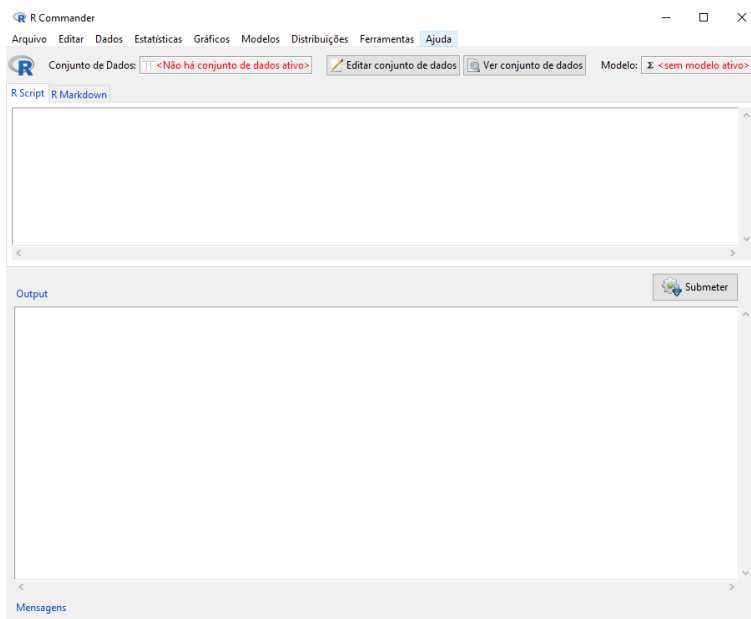 R Commander
Arquivo Editar Dados Estatísticas Gráficos Modelos Distribuições Ferramentas Ajuda
R Conjunto de Dados: <Não há conjunto de dados ativo> Editar conjunto de dados Ver conjunto de dados Modelo: Σ <sem modelo ativo>
R Script R Markdown
Submeter
Output
Mensagens